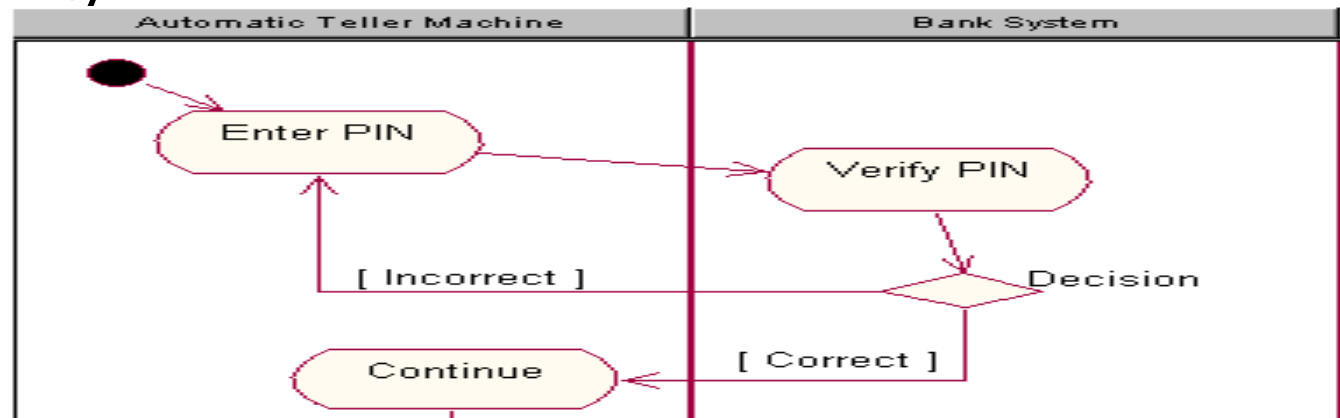 Automatic Teller Machine
Bank System
Enter PIN
Verify PIN
[ Incorrect ]
Decision
[ Correct ]
Continue